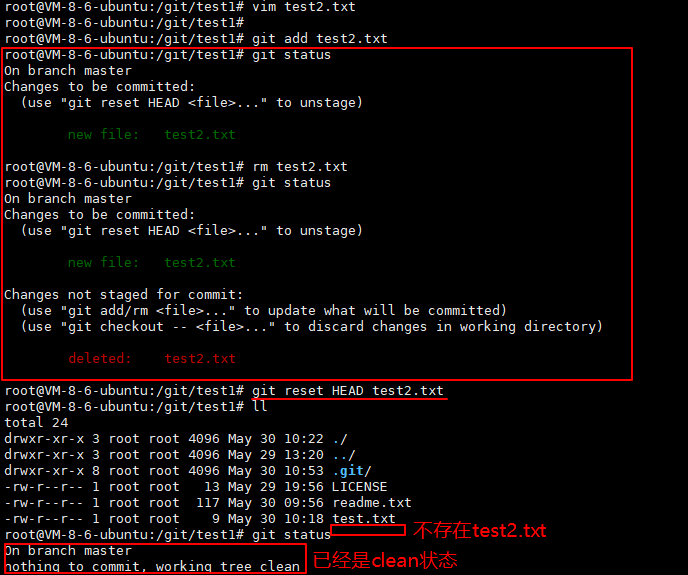 root@VM-8-6-ubuntu:/git/test1# vim test2.txt
root@VM-8-6-ubuntu:/git/test1#
root@VM-8-6-ubuntu:/git/test1# git add test2.txt
root@VM-8-6-ubuntu:/git/test1# git status
On branch master
Changes to be committed:
  (use "git reset HEAD <file>..." to unstage)
        new file:   test2.txt
root@VM-8-6-ubuntu:/git/test1# rm test2.txt
root@VM-8-6-ubuntu:/git/test1# git status
On branch master
Changes to be committed:
  (use "git reset HEAD <file>..." to unstage)
        new file:   test2.txt
Changes not staged for commit:
  (use "git add/rm <file>..." to update what will be committed)
  (use "git checkout -- <file>..." to discard changes in working directory)
        deleted:    test2.txt
root@VM-8-6-ubuntu:/git/test1# git reset HEAD test2.txt
root@VM-8-6-ubuntu:/git/test1# ll
total 24
drwxr-xr-x 3 root root 4096 May 30 10:22 ./
drwxr-xr-x 3 root root 4096 May 29 13:20 ../
drwxr-xr-x 8 root root 4096 May 30 10:53 .git/
-rw-r--r-- 1 root root   13 May 29 19:56 LICENSE
-rw-r--r-- 1 root root  117 May 30 09:56 readme.txt
-rw-r--r-- 1 root root    9 May 30 10:18 test.txt
root@VM-8-6-ubuntu:/git/test1# git status 不存在test2.txt
On branch master
nothing to commit, working tree clean 已经是clean状态